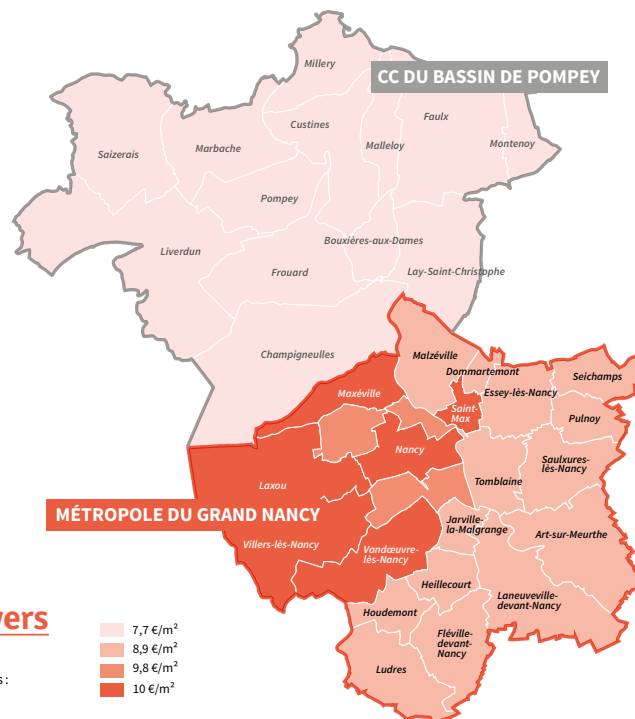 Millery
CC DU BASSIN DE POMPEY
Custines
Faulx
Malleloy
Montenoy
Saizerais
Marbache
Pompey
Bouxières-aux-Dames
Liverdun
Frouard
Lay-Saint-Christophe
Champigneulles
Malzéville
Dommartemont
Seichamps
Maxéville
Essey-lès-Nancy
Saint-
Max
Pulnoy
Nancy
Saulxures-
lès-Nancy
Laxou
Tomblaine
MÉTROPOLE DU GRAND NANCY
Jarville-
la-Malgrange
Art-sur-Meurthe
Villers-lès-Nancy
Vandœuvre-
lès-Nancy
Heillecourt
Laneuveville-
devant-Nancy
Houdemont
Fléville-
devant-
Nancy
Ludres
yers
s :
7,7 €/m²
8,9 €/m²
9,8 €/m²
10 €/m²